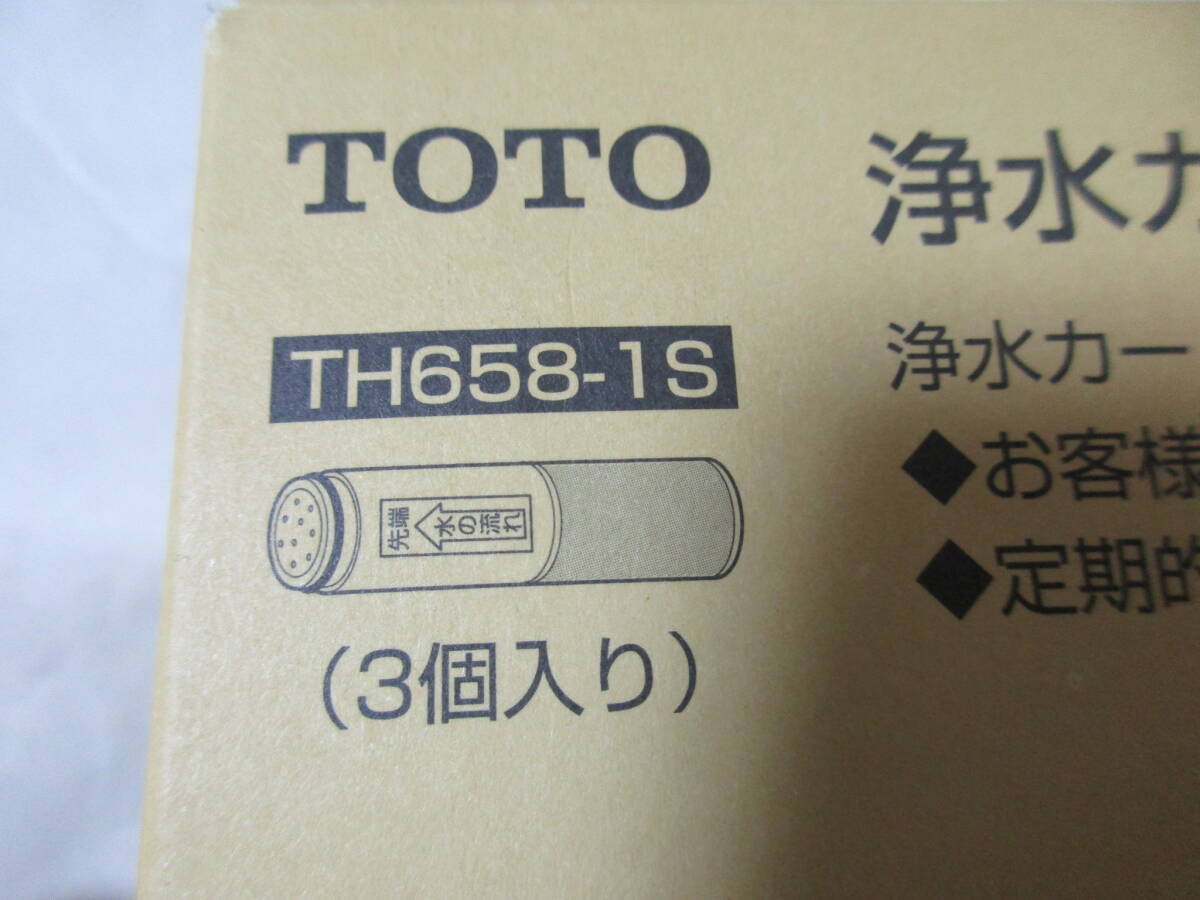 TOTO
浄水カ
TH658-1S
浄水カー
◆お客様
◆定期的
先端
水の流れ
(3個入り)